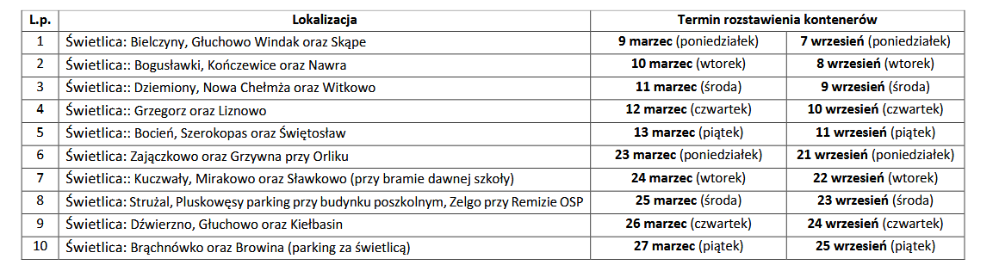 L.p. Lokalizacja Termin rozstawienia kontenerów
1 Świetlica: Bielczyny, Głuchowo Windak oraz Skąpe 9 marzec (poniedziałek) 7 wrzesień (poniedziałek)
2 Świetlica:: Bogusławki, Kończewice oraz Nawra 10 marzec (wtorek) 8 wrzesień (wtorek)
3 Świetlica:: Dziemiony, Nowa Chełmża oraz Witkowo 11 marzec (środa) 9 wrzesień (środa)
4 Świetlica:: Grzegorz oraz Liznowo 12 marzec (czwartek) 10 wrzesień (czwartek)
5 Świetlica:: Bocień, Szerokopas oraz Świętosław 13 marzec (piątek) 11 wrzesień (piątek)
6 Świetlica: Zajączkowo oraz Grzywna przy Orliku 23 marzec (poniedziałek) 21 wrzesień (poniedziałek)
7 Świetlica:: Kuczwały, Mirakowo oraz Sławkowo (przy bramie dawnej szkoły) 24 marzec (wtorek) 22 wrzesień (wtorek)
8 Świetlica: Strużal, Pluskowęsy parking przy budynku poszkolnym, Zelgo przy Remizie OSP 25 marzec (środa) 23 wrzesień (środa)
9 Świetlica: Dźwierzno, Głuchowo oraz Kiełbasin 26 marzec (czwartek) 24 wrzesień (czwartek)
10 Świetlica: Brąchnówko oraz Browina (parking za świetlicą) 27 marzec (piątek) 25 wrzesień (piątek)